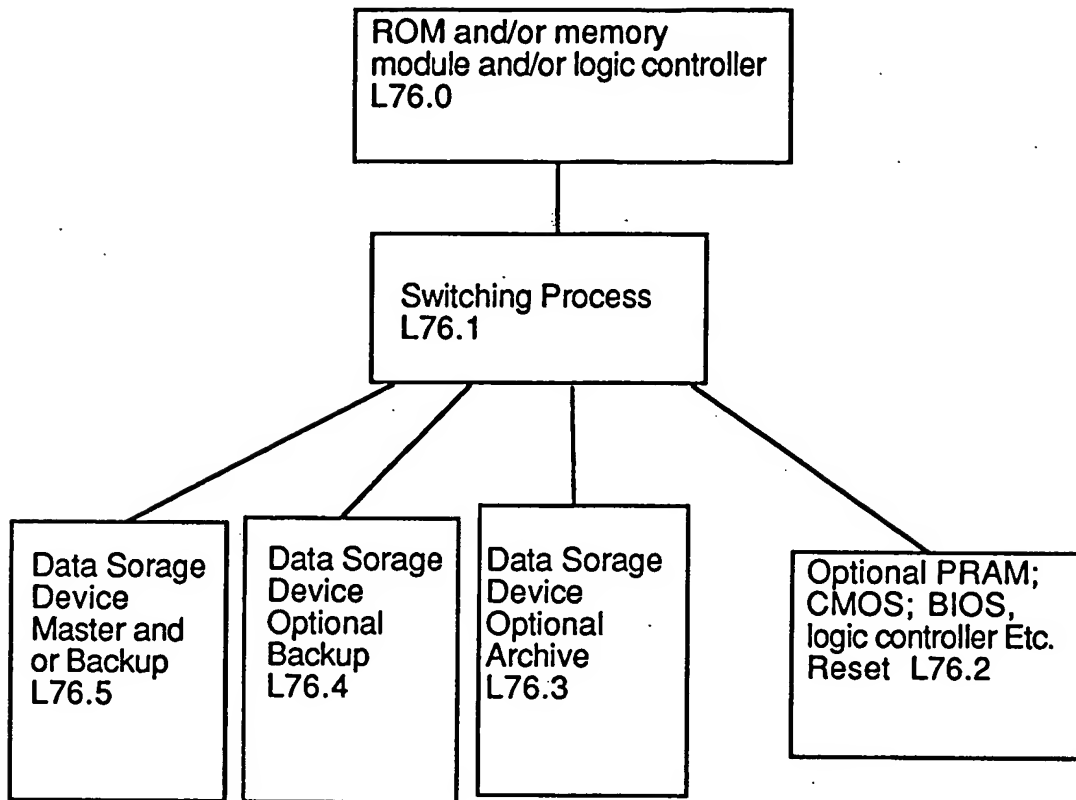 ROM and/or memory
module and/or logic controller
L76.0
Switching Process
L76.1
Data Sorage
Device
Master and
or Backup
L76.5
Data Sorage
Device
Optional
Backup
L76.4
Data Sorage
Device
Optional
Archive
L76.3
Optional PRAM;
CMOS; BIOS,
logic controller Etc.
Reset L76.2